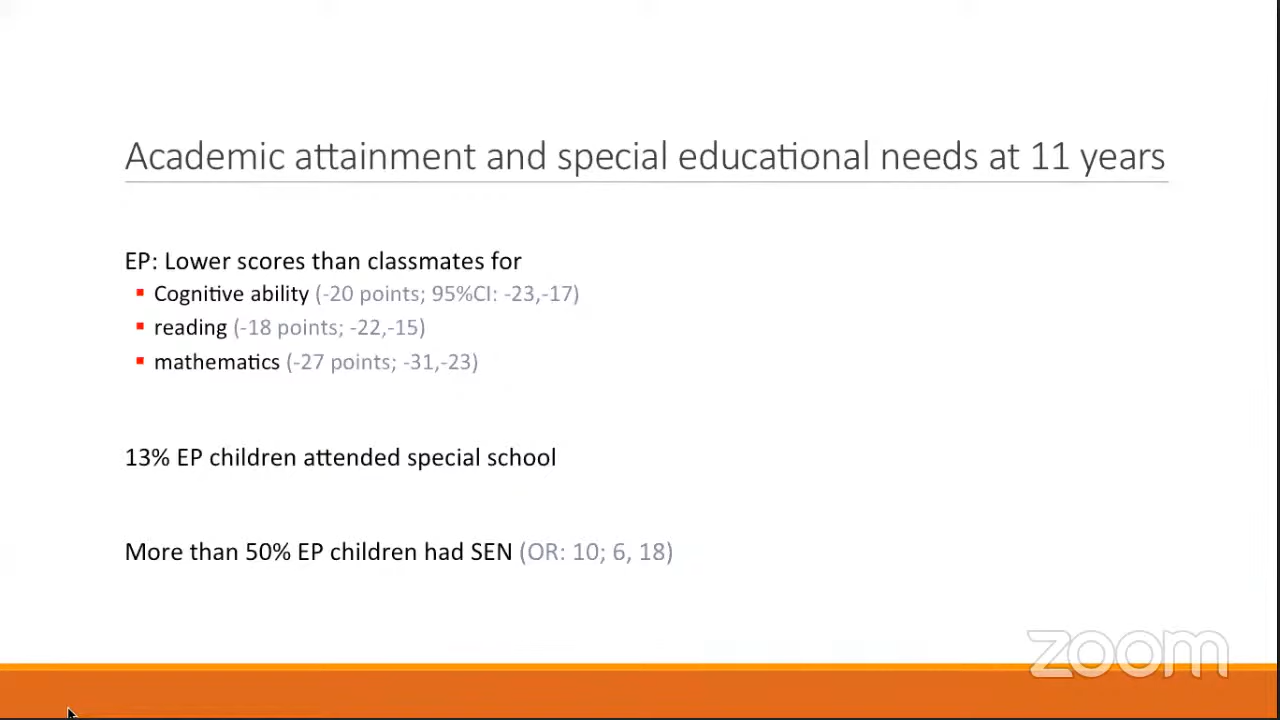 Academic attainment and special educational needs at 11 years
EP: Lower scores than classmates for
▪ Cognitive ability (-20 points; 95%CI: -23,-17)
▪ reading (-18 points; -22,-15)
▪ mathematics (-27 points; -31,-23)
13% EP children attended special school
More than 50% EP children had SEN (OR: 10; 6, 18)
zoom